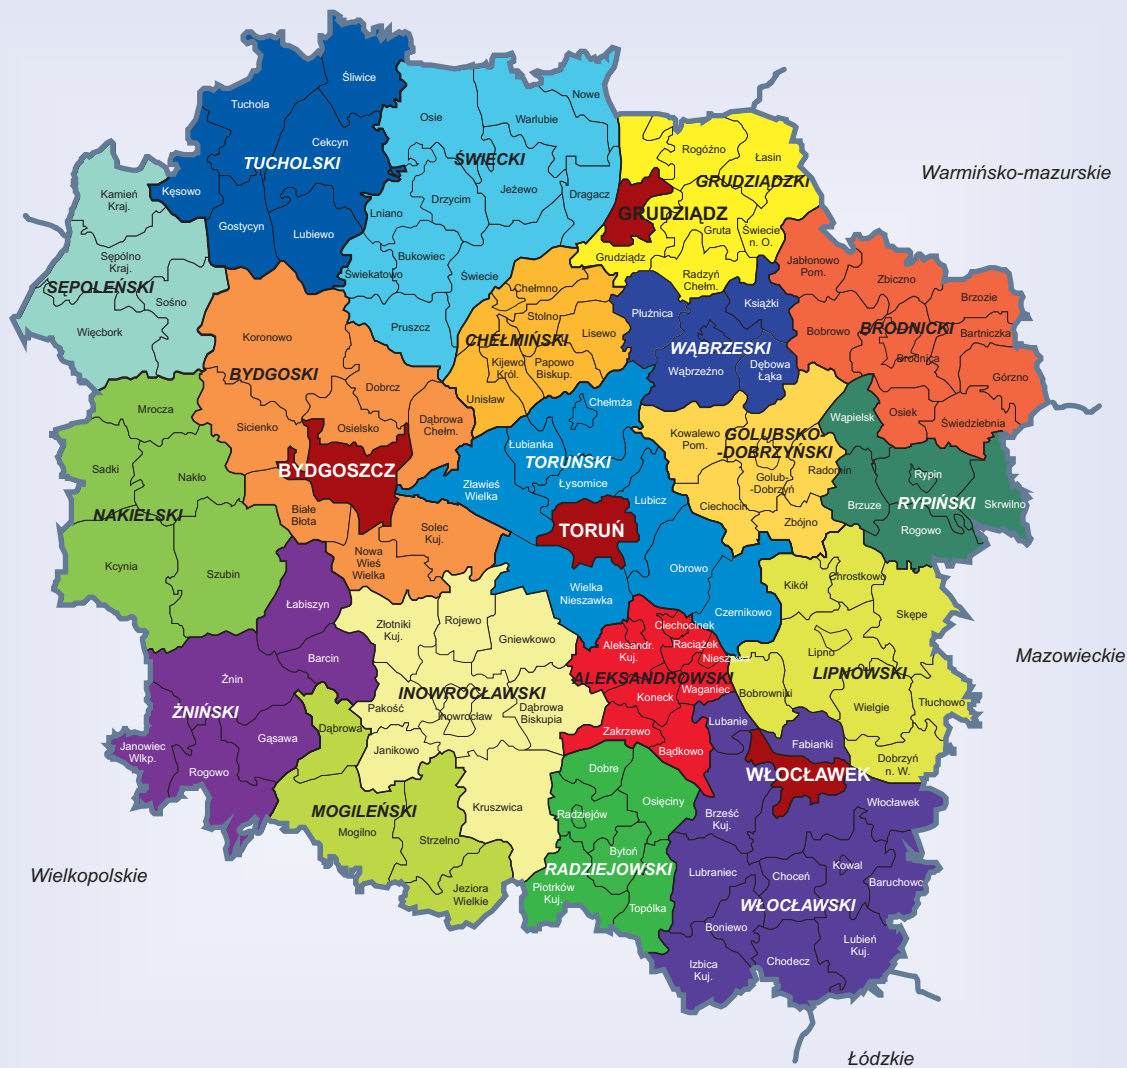 Śliwice
Tuchola
Cekcyn
TUCHOLSKI
Kęsowo
Gostycyn
Lubiewo
Nowe
Osie
Warlubie
ŚWIECKI
Jeżewo
Drzycim
Dragacz
Lniano
Bukowiec
Świekatowo
Świecie
Pruszcz
Rogóźno
Łasin
GRUDZIĄDZKI
GRUDZIĄDZ
Gruta
Świecie
n. O.
Grudziądz
Radzyń
Chełm.
Warmińsko-mazurskie
Kamień
Kraj.
Sępólno
Kraj.
SĘPOLEŃSKI
Sośno
Więcbork
Koronowo
BYDGOSKI
Dobrcz
Sicienko
Osielsko
Dąbrowa
Chełm.
BYDGOSZCZ
Białe
Błota
Solec
Kuj.
Nowa
Wieś
Wielka
Chełmno
Stolno
Lisewo
CHEŁMIŃSKI
Kijewo
Król.
Papowo
Biskup.
Unisław
Płużnica
Książki
WĄBRZESKI
Wąbrzeźno
Dębowa
Łąka
Jabłonowo
Pom.
Zbiczno
Brzozie
Bobrowo
BRODNICKI
Bartniczka
Brodnica
Górzno
Osiek
Świedziebnia
Mrocza
Sadki
Nakło
NAKIELSKI
Kcynia
Szubin
Chełmża
Łubianka
TORUŃSKI
Zławieś
Wielka
Łysomice
Lubicz
TORUŃ
Obrowo
Wielka
Nieszawka
Czernikowo
Kowalewo
Pom.
GOLUBSKO-
-DOBRZYŃSKI
Radomin
Golub-
-Dobrzyń
Ciechocin
Zbójno
Wąpielsk
Rypin
Brzuze
RYPIŃSKI
Skrwilno
Rogowo
Łabiszyn
Barcin
Żnin
ŻNIŃSKI
Gąsawa
Janowiec
Wlkp.
Rogowo
Złotniki
Kuj.
Rojewo
Gniewkowo
INOWROCŁAWSKI
Pakość
Inowrocław
Dąbrowa
Biskupia
Janikowo
Kruszwica
Ciechocinek
Aleksandr.
Kuj.
Raciążek
Nieszawa
ALEKSANDROWSKI
Waganiec
Koneck
Zakrzewo
Bądkowo
Kikół
Chrostkowo
Skępe
Lipno
LIPNOWSKI
Bobrowniki
Wielgie
Tłuchowo
Dobrzyń
n. W.
Mazowieckie
Dąbrowa
MOGILEŃSKI
Mogilno
Strzelno
Jeziora
Wielkie
Dobre
Osięciny
Radziejów
Bytoń
RADZIEJOWSKI
Piotrków
Kuj.
Topólka
Lubanie
Fabianki
WŁOCŁAWEK
Włocławek
Brześć
Kuj.
Kowal
Lubraniec
Choceń
Baruchowo
WŁOCŁAWSKI
Boniewo
Lubień
Kuj.
Izbica
Kuj.
Chodecz
Wielkopolskie
Łódzkie